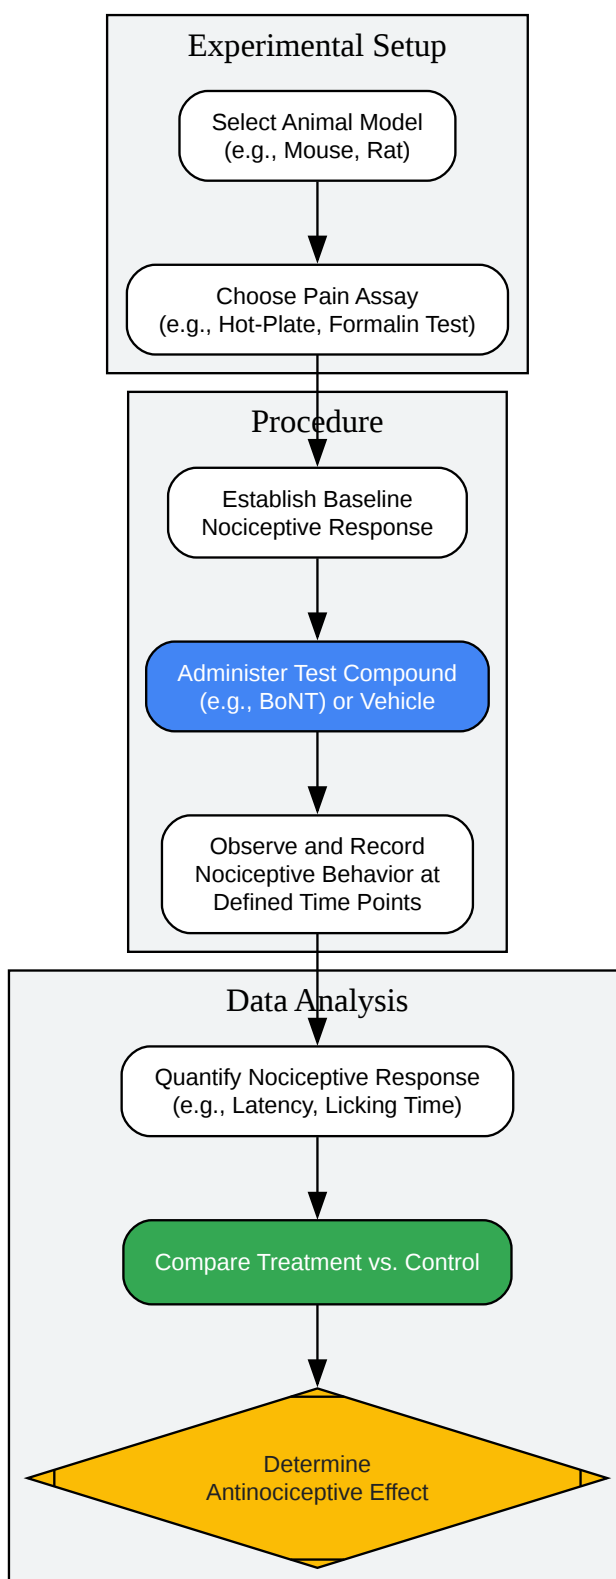 Experimental Setup
Select Animal Model
(e.g., Mouse, Rat)
Choose Pain Assay
(e.g., Hot-Plate, Formalin Test)
Procedure
Establish Baseline
Nociceptive Response
Administer Test Compound
(e.g., BoNT) or Vehicle
Observe and Record
Nociceptive Behavior at
Defined Time Points
Data Analysis
Quantify Nociceptive Response
(e.g., Latency, Licking Time)
Compare Treatment vs. Control
Determine
Antinociceptive Effect